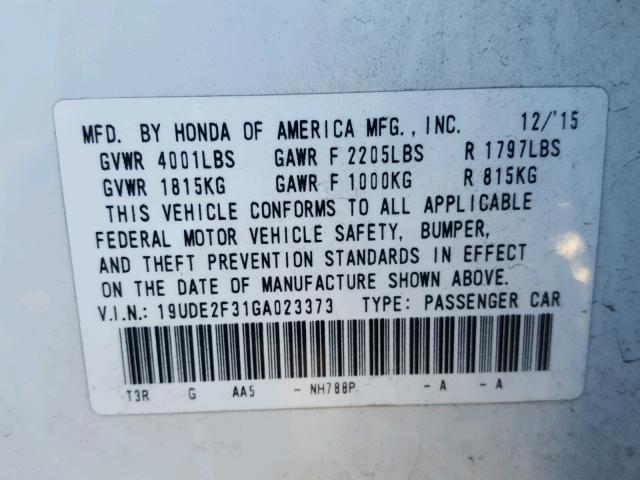 MFD. BY HONDA OF AMERICA MFG., INC. 12/'15
GVWR 4001LBS GAWR F 2205LBS R 1797LBS
GVWR 1815KG GAWR F 1000KG R 815KG
THIS VEHICLE CONFORMS TO ALL APPLICABLE
FEDERAL MOTOR VEHICLE SAFETY, BUMPER,
AND THEFT PREVENTION STANDARDS IN EFFECT
ON THE DATE OF MANUFACTURE SHOWN ABOVE.
V.I.N.: 19UDE2F31GA023373 TYPE: PASSENGER CAR
T3R G AA5 - NH788P - A - A